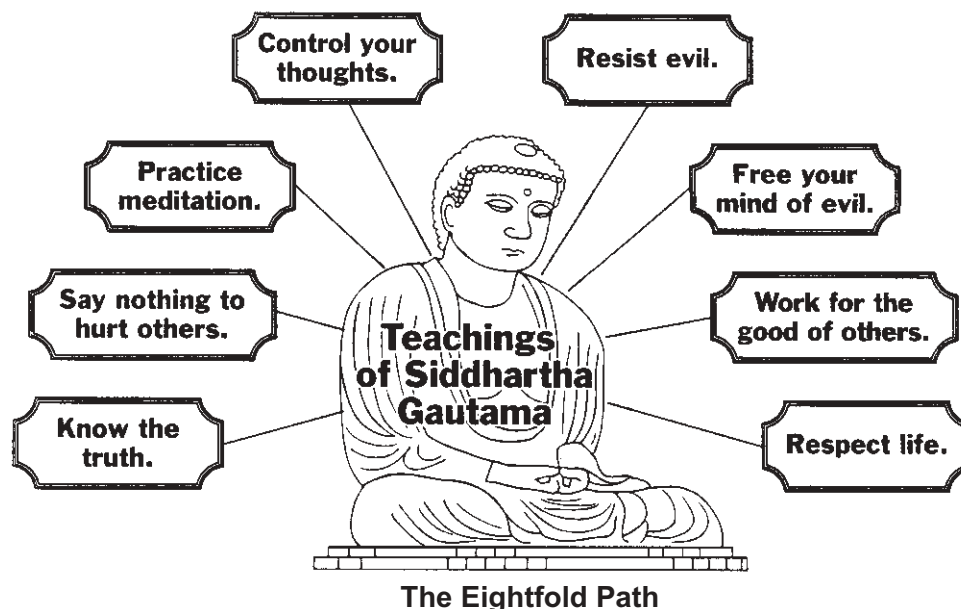 Control your
thoughts.
Resist evil.
Practice
meditation.
Free your
mind of evil.
Say nothing to
hurt others.
Work for the
good of others.
Teachings
of Siddhartha
Gautama
Know the
truth.
Respect life.
The Eightfold Path